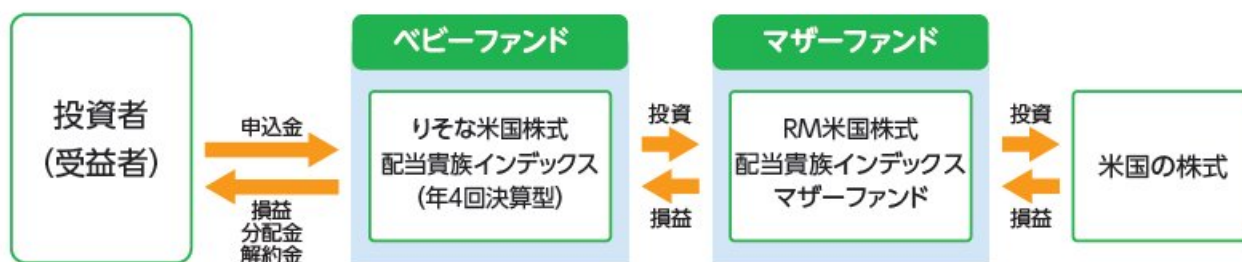 ベビーファンド
マザーファンド
投資者
(受益者)
申込金
損益
分配金
解約金
りそな米国株式
配当貴族インデックス
(年4回決算型)
投資
損益
RM米国株式
配当貴族インデックス
マザーファンド
投資
損益
米国の株式